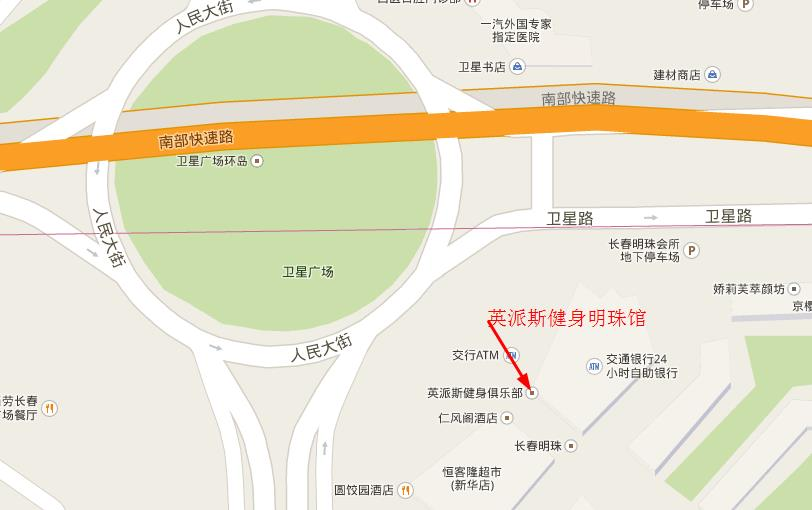 人民大街
停车场
一汽外国专家
指定医院
卫星书店
建材商店
南部快速路
南部快速路
卫星广场环岛
人民大街
卫星路
卫星路
长春明珠会所
地下停车场
卫星广场
娇莉芙萃颜坊
英派斯健身明珠馆
人民大街
交行ATM
ATM
ATM
交通银行24
小时自助银行
英派斯健身俱乐部
劳长春
场餐厅
仁风阁酒店
长春明珠
恒客隆超市
(新华店)
圆饺园酒店